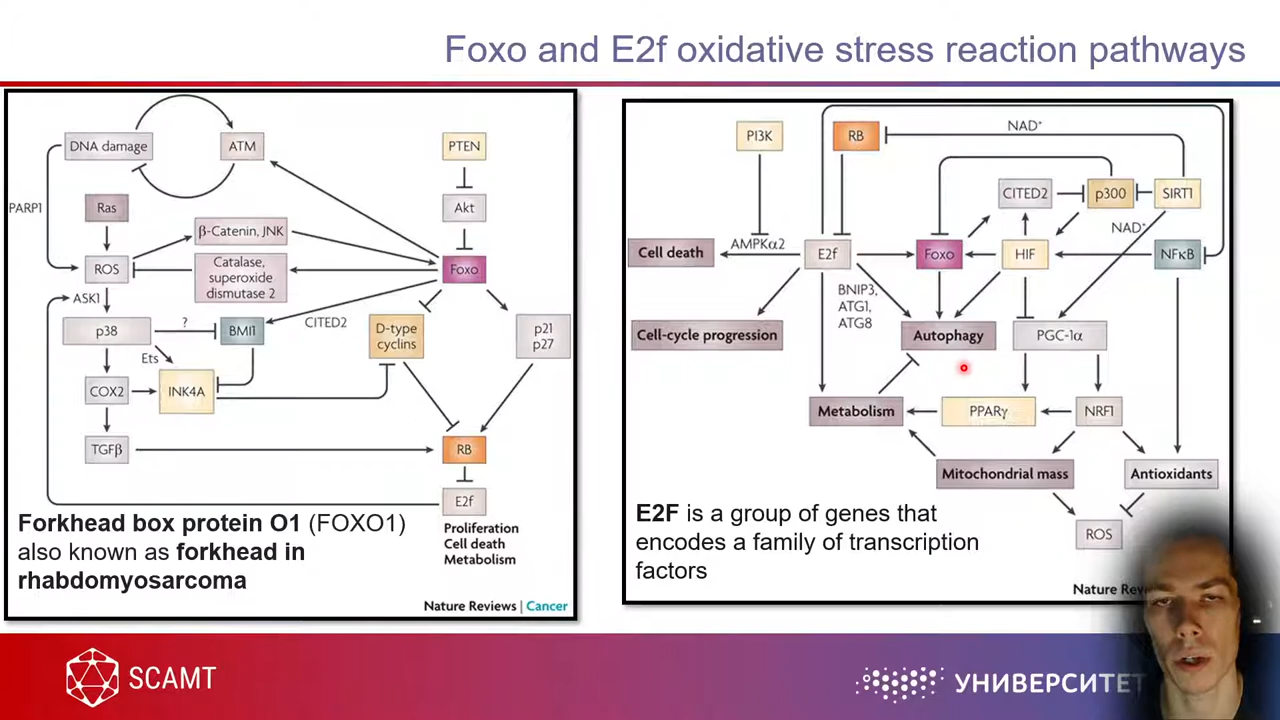 Foxo and E2f oxidative stress reaction pathways
DNA damage
ATM
PTEN
PARP1
Ras
Akt
β-Catenin, JNK
ROS
Catalase,
superoxide
dismutase 2
Foxo
ASK1
p38
?
BMI1
CITED2
D-type
cyclins
p21
p27
Ets
COX2
INK4A
TGFβ
RB
E2f
Proliferation
Cell death
Metabolism
Forkhead box protein O1 (FOXO1)
also known as forkhead in
rhabdomyosarcoma
Nature Reviews | Cancer
PI3K
RB
NAD+
CITED2
p300
SIRT1
NAD+
Cell death
AMPKα2
E2f
Foxo
HIF
NFκB
BNIP3,
ATG1,
ATG8
Cell-cycle progression
Autophagy
PGC-1α
Metabolism
PPARγ
NRF1
Mitochondrial mass
Antioxidants
ROS
E2F is a group of genes that
encodes a family of transcription
factors
Nature
SCAMT
УНИВЕРСИТЕТ